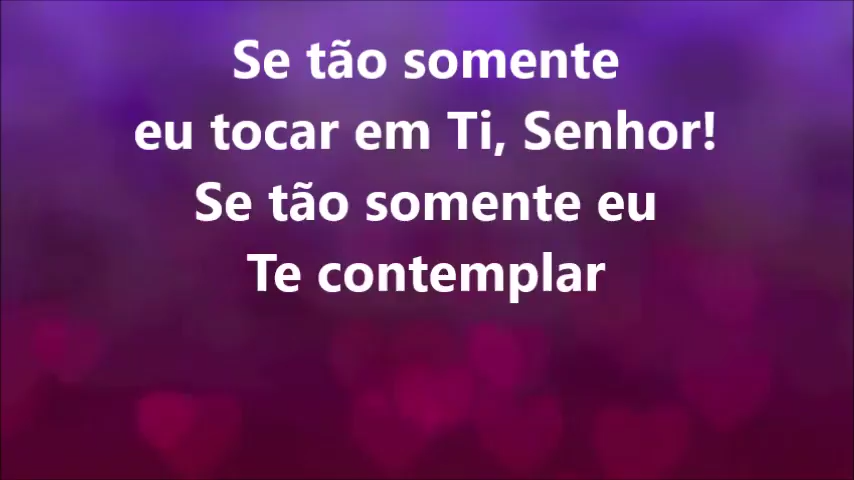 Se tão somente
eu tocar em Ti, Senhor!
Se tão somente eu
Te contemplar